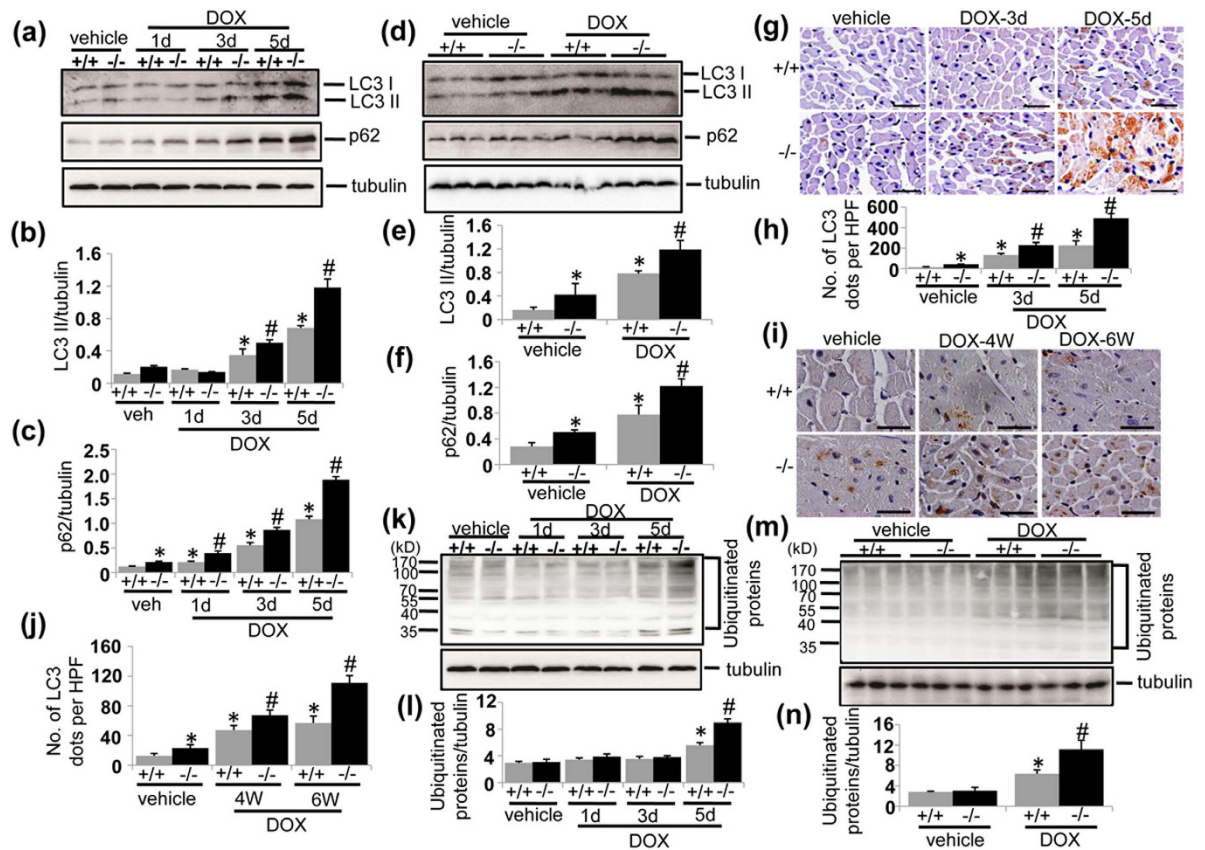 (a)
DOX
vehicle 1d 3d 5d
+/+ -/- +/+ -/- +/+ -/- +/+ -/-
LC3 I
LC3 II
p62
tubulin
(b)
LC3 II/tubulin
1.6
1.2
0.8
0.4
0
+/+ -/- +/+ -/- +/+ -/- +/+ -/-
* # * #
veh 1d 3d 5d
DOX
(c)
p62/tubulin
2.5
2.0
1.5
1.0
0.5
0
* * # * # * #
+/+ -/- +/+ -/- +/+ -/- +/+ -/-
veh 1d 3d 5d
DOX
(j)
No. of LC3
dots per HPF
160
120
80
40
0
* * # * #
+/+ -/- +/+ -/- +/+ -/-
vehicle 4W 6W
DOX
(d)
vehicle DOX
+/+ -/- +/+ -/-
LC3 I
LC3 II
p62
tubulin
(e)
LC3 II/tubulin
1.6
1.2
0.8
0.4
0
* * #
+/+ -/- +/+ -/-
vehicle DOX
(f)
p62/tubulin
1.6
1.2
0.8
0.4
0
* * #
+/+ -/- +/+ -/-
vehicle DOX
(k)
DOX
vehicle 1d 3d 5d
(kD) +/+ -/- +/+ -/- +/+ -/- +/+ -/-
170
100
70
55
40
35
Ubiquitinated
proteins
tubulin
(l)
Ubiquitinated
proteins/tubulin
12
8
4
0
* #
+/+ -/- +/+ -/- +/+ -/- +/+ -/-
vehicle 1d 3d 5d
DOX
(g)
vehicle DOX-3d DOX-5d
+/+
-/-
(h)
No. of LC3
dots per HPF
600
400
200
0
* * # * #
+/+ -/- +/+ -/- +/+ -/-
vehicle 3d 5d
DOX
(i)
vehicle DOX-4W DOX-6W
+/+
-/-
(m)
vehicle DOX
(kD) +/+ -/- +/+ -/-
170
100
70
55
40
35
Ubiquitinated
proteins
tubulin
(n)
Ubiquitinated
proteins/tubulin
16
12
8
4
0
* #
+/+ -/- +/+ -/-
vehicle DOX